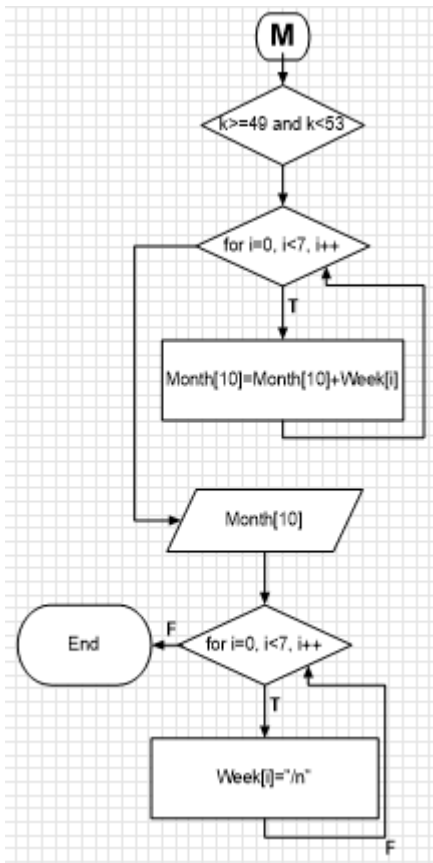 M
k>=49 and k<53
for i=0, i<7, i++
T
Month[10]=Month[10]+Week[i]
Month[10]
End
F
for i=0, i<7, i++
T
Week[i]="/n"
F